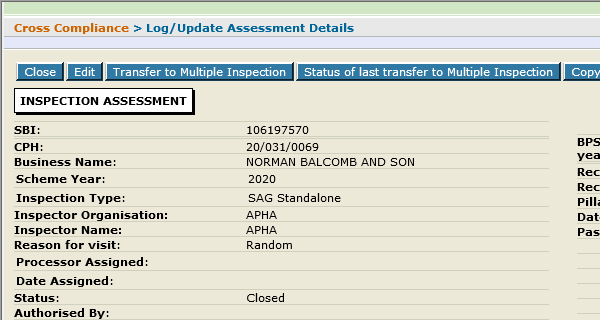 Cross Compliance > Log/Update Assessment Details
Close Edit Transfer to Multiple Inspection Status of last transfer to Multiple Inspection Copy
INSPECTION ASSESSMENT
SBI: 106197570
CPH: 20/031/0069
BPS
Business Name: NORMAN BALCOMB AND SON
yea
Scheme Year: 2020
Rec
Rec
Inspection Type: SAG Standalone
Pilla
Inspector Organisation: APHA
Date
Inspector Name: APHA
Pas
Reason for visit: Random
Processor Assigned:
Date Assigned:
Status: Closed
Authorised By: